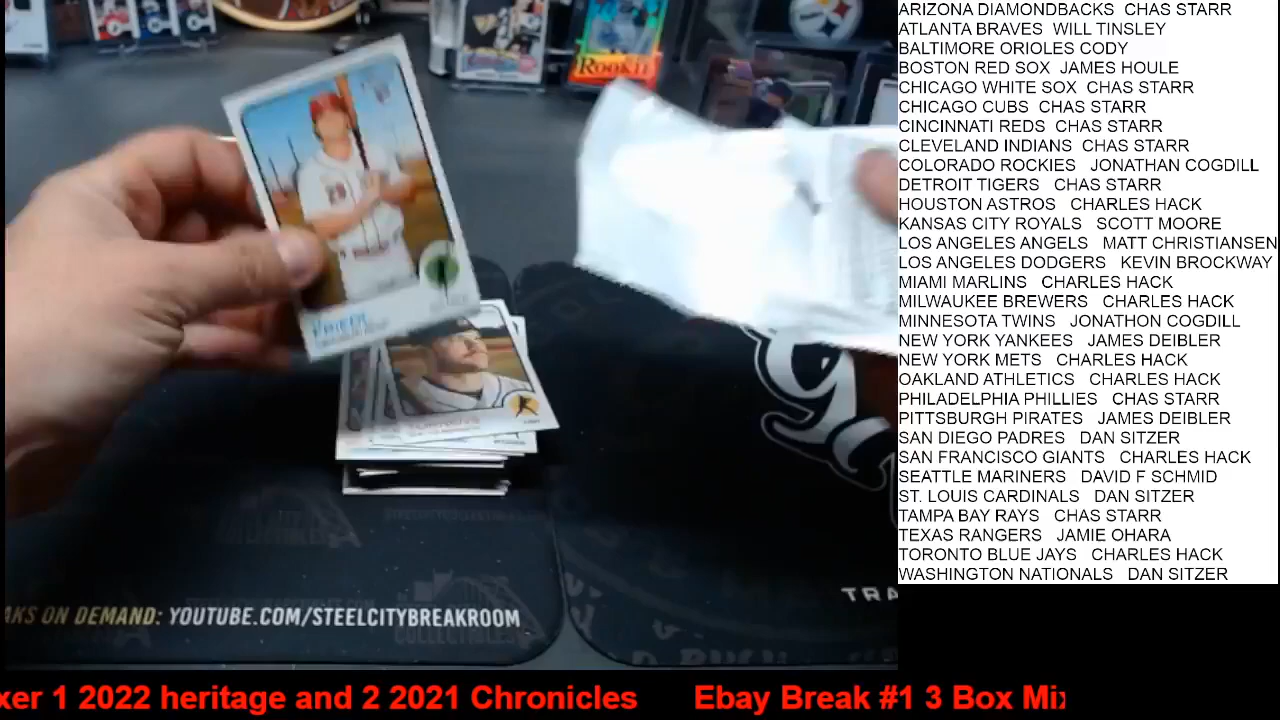 Rookie
FRIEDL
AKS ON DEMAND: YOUTUBE.COM/STEELCITYBREAKROOM
TRA
ARIZONA DIAMONDBACKS CHAS STARR
ATLANTA BRAVES WILL TINSLEY
BALTIMORE ORIOLES CODY
BOSTON RED SOX JAMES HOULE
CHICAGO WHITE SOX CHAS STARR
CHICAGO CUBS CHAS STARR
CINCINNATI REDS CHAS STARR
CLEVELAND INDIANS CHAS STARR
COLORADO ROCKIES JONATHAN COGDILL
DETROIT TIGERS CHAS STARR
HOUSTON ASTROS CHARLES HACK
KANSAS CITY ROYALS SCOTT MOORE
LOS ANGELES ANGELS MATT CHRISTIANSEN
LOS ANGELES DODGERS KEVIN BROCKWAY
MIAMI MARLINS CHARLES HACK
MILWAUKEE BREWERS CHARLES HACK
MINNESOTA TWINS JONATHON COGDILL
NEW YORK YANKEES JAMES DEIBLER
NEW YORK METS CHARLES HACK
OAKLAND ATHLETICS CHARLES HACK
PHILADELPHIA PHILLIES CHAS STARR
PITTSBURGH PIRATES JAMES DEIBLER
SAN DIEGO PADRES DAN SITZER
SAN FRANCISCO GIANTS CHARLES HACK
SEATTLE MARINERS DAVID F SCHMID
ST. LOUIS CARDINALS DAN SITZER
TAMPA BAY RAYS CHAS STARR
TEXAS RANGERS JAMIE OHARA
TORONTO BLUE JAYS CHARLES HACK
WASHINGTON NATIONALS DAN SITZER
xer 1 2022 heritage and 2 2021 Chronicles Ebay Break #1 3 Box Mix